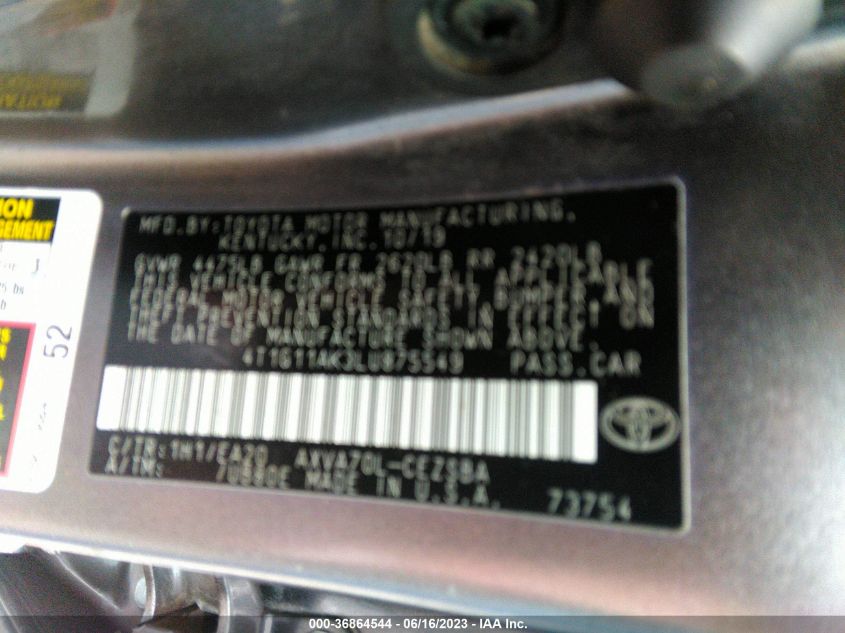 MFD.BY:TOYOTA MOTOR MANUFACTURING,
KENTUCKY,INC.10/19
GVWR 4475LB GAWR FR 2620LB RR 2420LB
THIS VEHICLE CONFORMS TO ALL APPLICABLE
FEDERAL MOTOR VEHICLE SAFETY BUMPER AND
THEFT PREVENTION STANDARDS IN EFFECT ON
THE DATE OF MANUFACTURE SHOWN ABOVE.
4T1G11AK3LU875549 PASS.CAR
C/TR:1H1/EA20 AXVA70L-CEZSBA
A/TM: MADE IN U.S.A. 73754
52
000-36864544 - 06/16/2023 - IAA Inc.